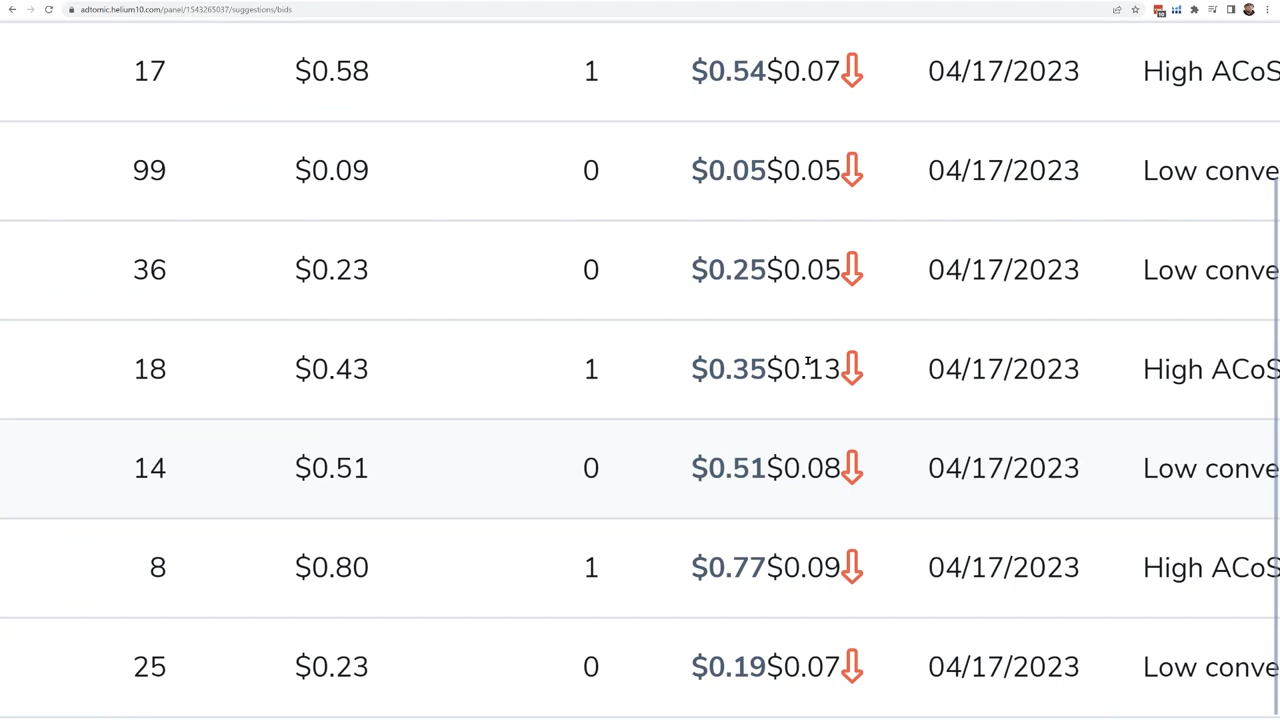 adtomic.helium10.com/panel/1543265037/suggestions/bids
17 $0.58 1 $0.54$0.07 04/17/2023 High ACoS
99 $0.09 0 $0.05$0.05 04/17/2023 Low conve
36 $0.23 0 $0.25$0.05 04/17/2023 Low conve
18 $0.43 1 $0.35$0.13 04/17/2023 High ACoS
14 $0.51 0 $0.51$0.08 04/17/2023 Low conve
8 $0.80 1 $0.77$0.09 04/17/2023 High ACoS
25 $0.23 0 $0.19$0.07 04/17/2023 Low conve